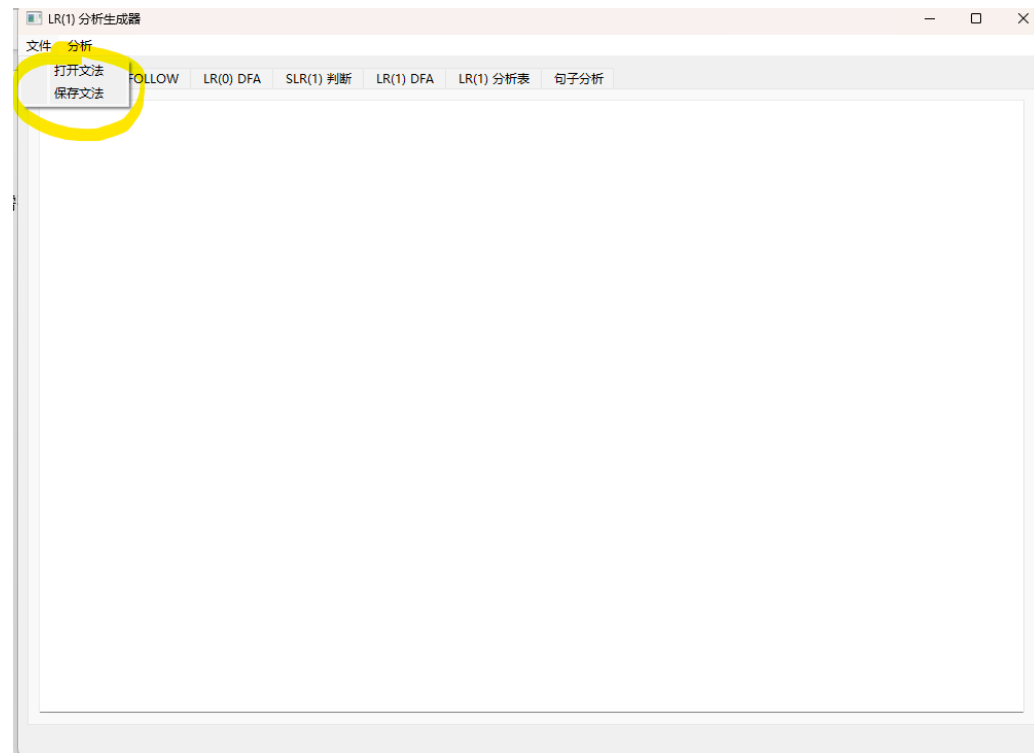 LR(1) 分析生成器
文件 分析
打开文法
保存文法
FOLLOW LR(0) DFA SLR(1) 判断 LR(1) DFA LR(1) 分析表 句子分析